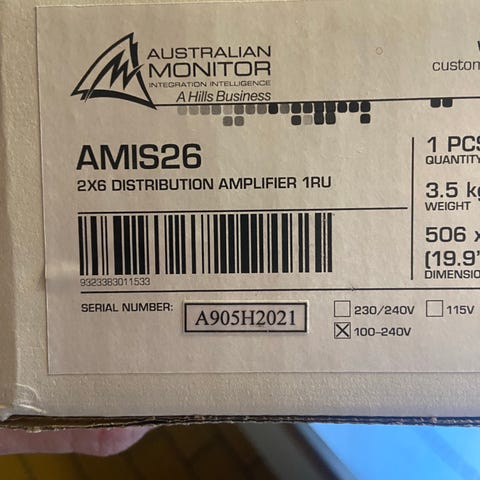 AUSTRALIAN
MONITOR
INTEGRATION INTELLIGENCE
A Hills Business
custom
AMIS26
2X6 DISTRIBUTION AMPLIFIER 1RU
9323363011533
1 PCS
QUANTITY
3.5 kg
WEIGHT
506 x
(19.9"
DIMENSIO
SERIAL NUMBER:
A905H2021
230/240V
115V
100-240V